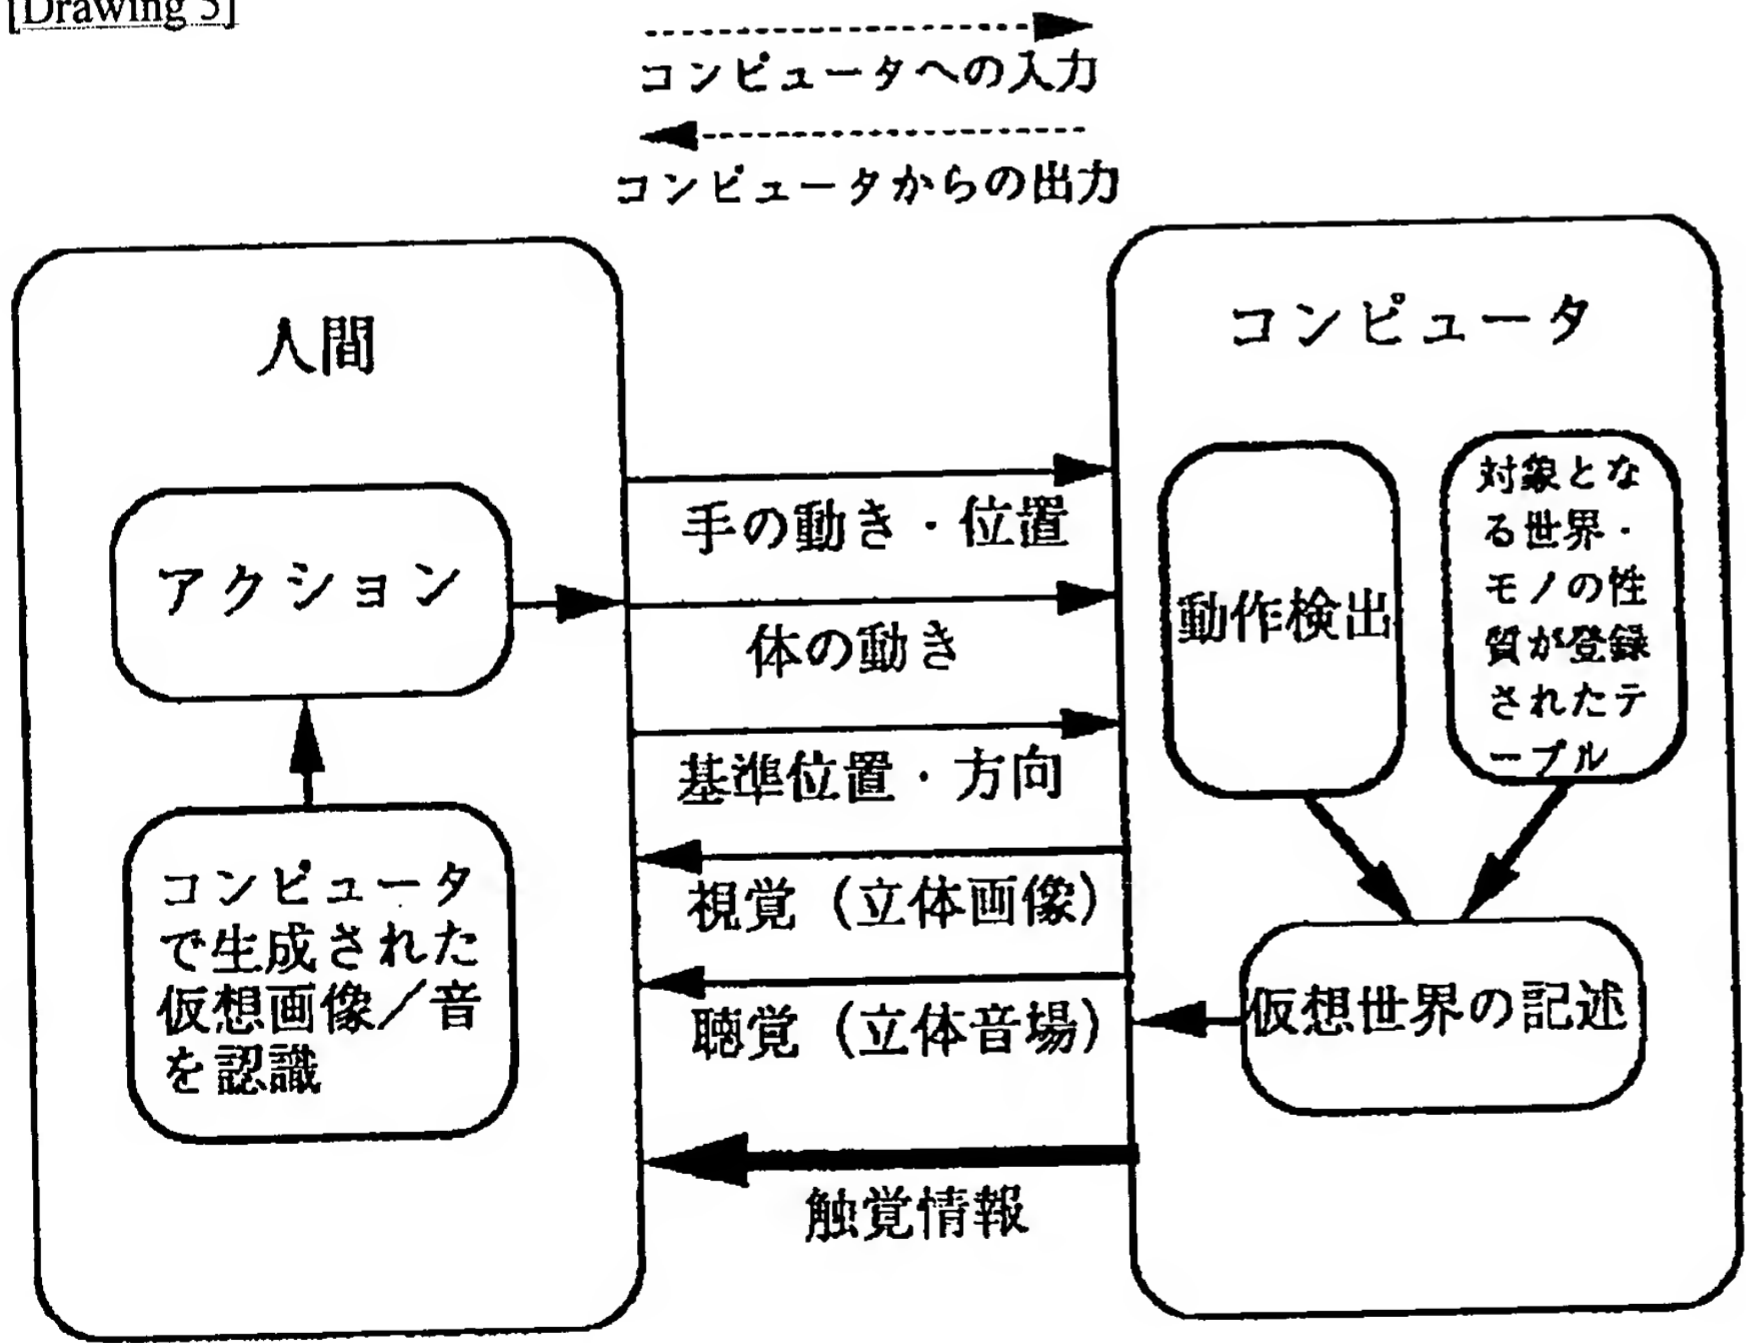 [Drawing 5]
コンピュータへの入力
コンピュータからの出力
人間
アクション
コンピュータ
で生成された
仮想画像／音
を認識
手の動き・位置
体の動き
基準位置・方向
視覚（立体画像）
聴覚（立体音場）
触覚情報
コンピュータ
動作検出
対象とな
る世界・
モノの性
質が登録
されたテ
ーブル
仮想世界の記述